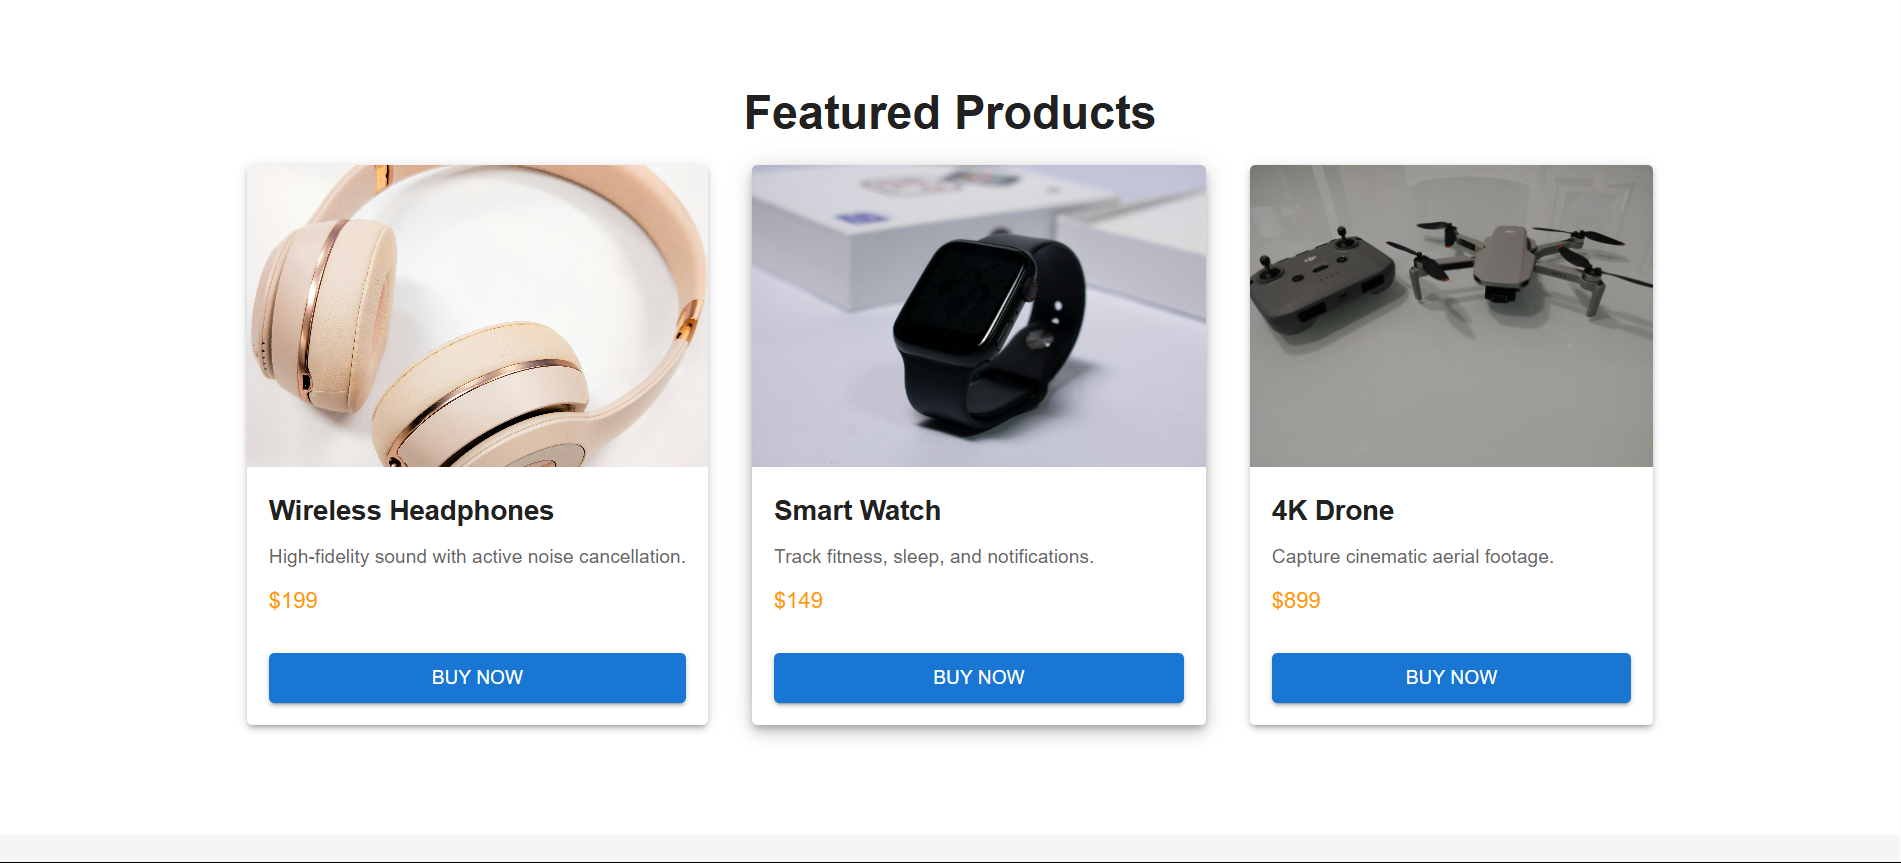 Featured Products
Wireless Headphones
High-fidelity sound with active noise cancellation.
$199
BUY NOW
Smart Watch
Track fitness, sleep, and notifications.
$149
BUY NOW
4K Drone
Capture cinematic aerial footage.
$899
BUY NOW